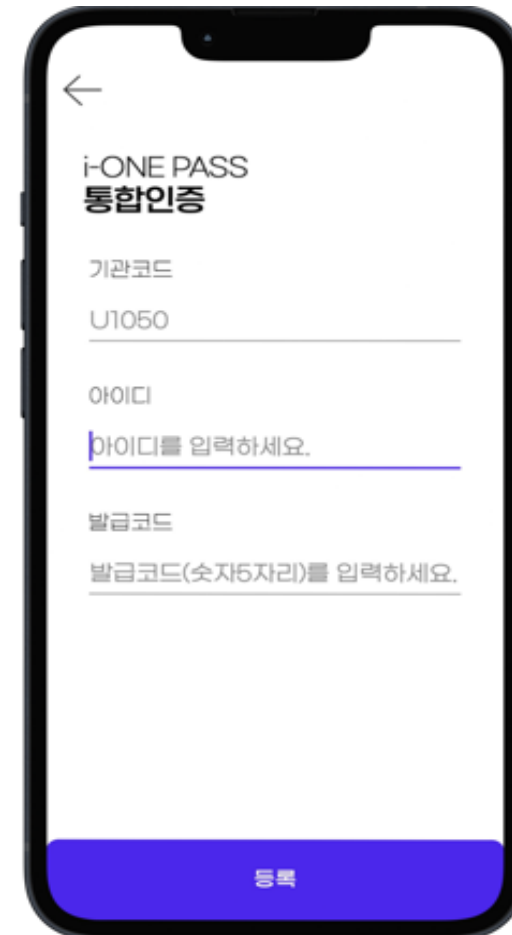 i-ONE PASS
통합인증
기관코드
U1050
아이디
아이디를 입력하세요.
발급코드
발급코드(숫자5자리)를 입력하세요.
등록